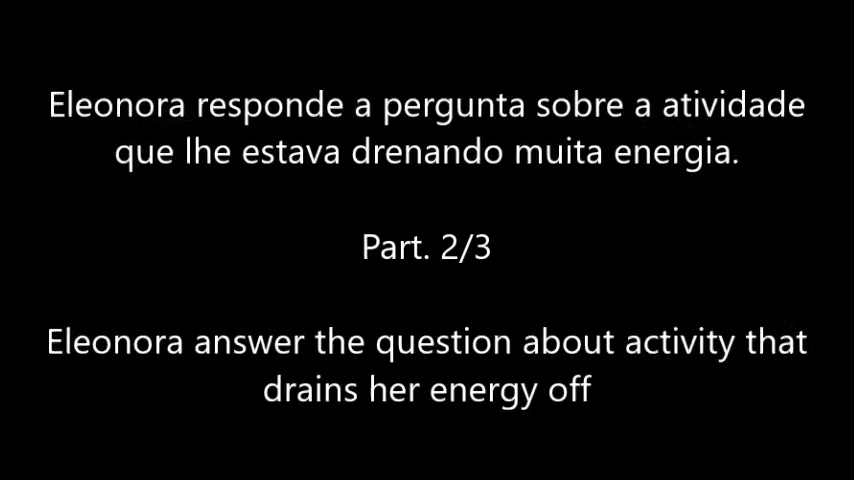 Eleonora responde a pergunta sobre a atividade
que lhe estava drenando muita energia.
Part. 2/3
Eleonora answer the question about activity that
drains her energy off